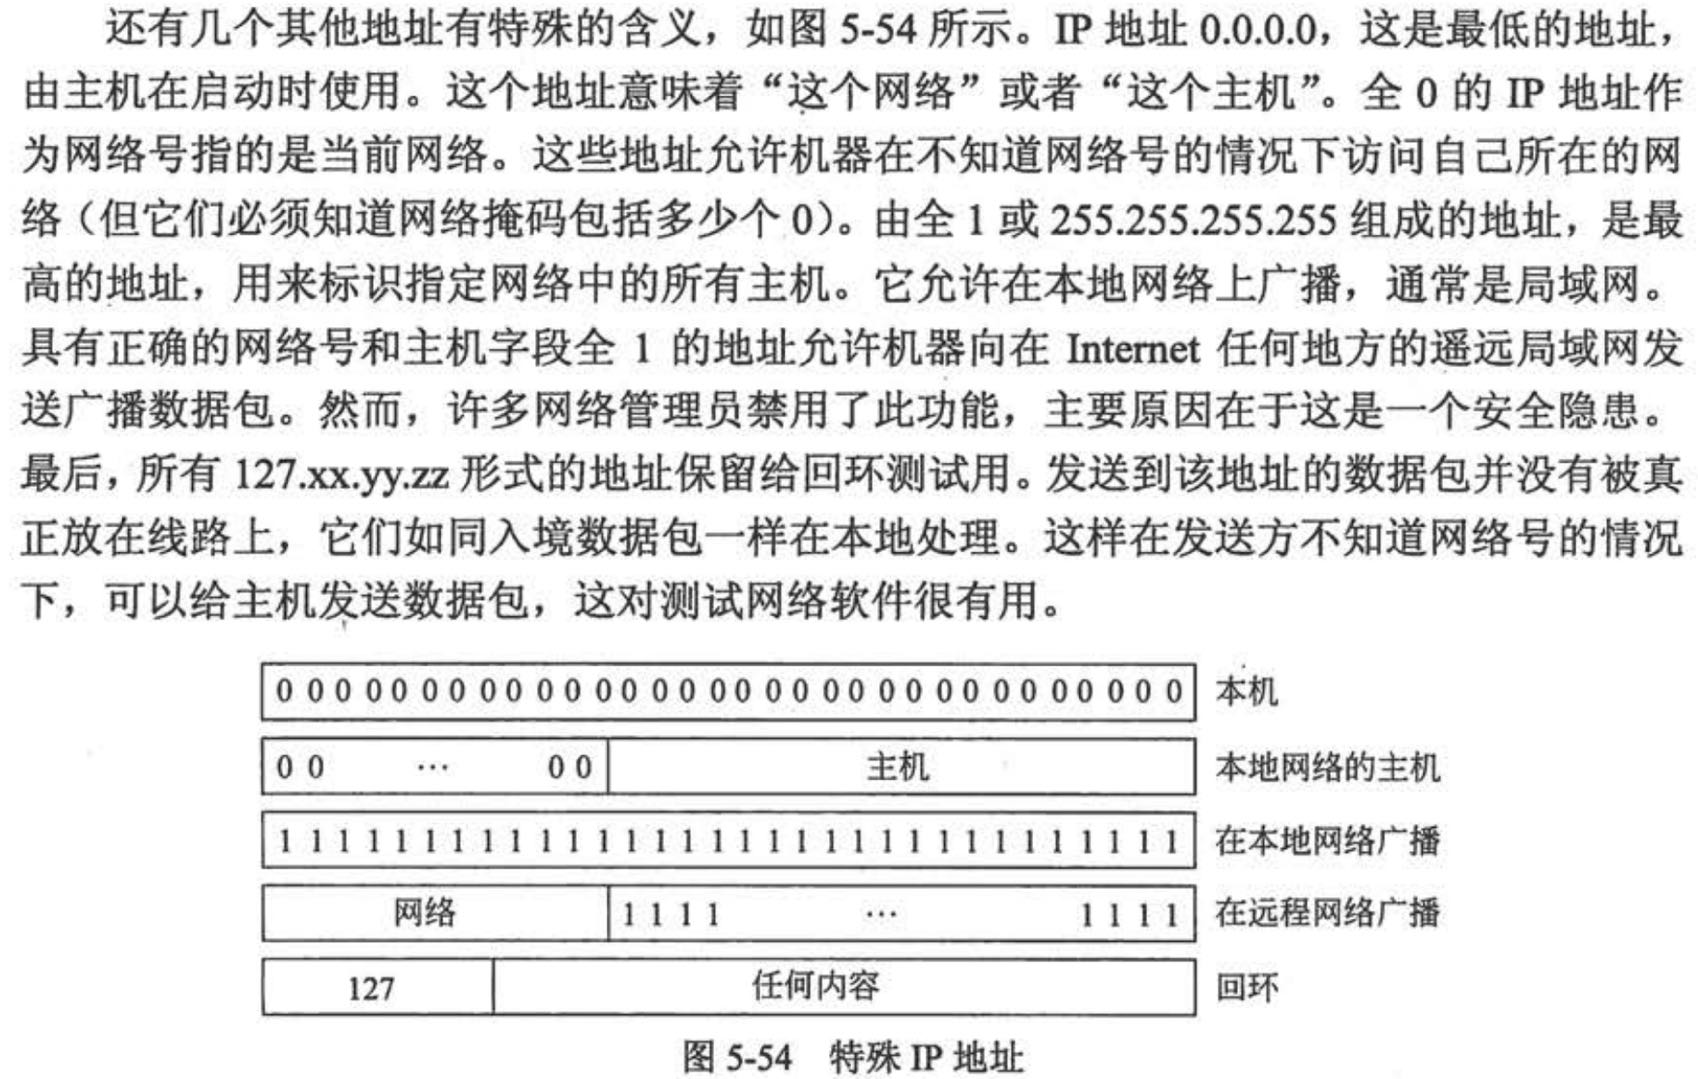 还有几个其他地址有特殊的含义，如图 5-54 所示。IP 地址 0.0.0.0，这是最低的地址，
由主机在启动时使用。这个地址意味着“这个网络”或者“这个主机”。全 0 的 IP 地址作
为网络号指的是当前网络。这些地址允许机器在不知道网络号的情况下访问自己所在的网
络（但它们必须知道网络掩码包括多少个 0）。由全 1 或 255.255.255.255 组成的地址，是最
高的地址，用来标识指定网络中的所有主机。它允许在本地网络上广播，通常是局域网。
具有正确的网络号和主机字段全 1 的地址允许机器向在 Internet 任何地方的遥远局域网发
送广播数据包。然而，许多网络管理员禁用了此功能，主要原因在于这是一个安全隐患。
最后，所有 127.xx.yy.zz 形式的地址保留给回环测试用。发送到该地址的数据包并没有被真
正放在线路上，它们如同入境数据包一样在本地处理。这样在发送方不知道网络号的情况
下，可以给主机发送数据包，这对测试网络软件很有用。
0 0 0 0 0 0 0 0 0 0 0 0 0 0 0 0 0 0 0 0 0 0 0 0 0 0 0 0 0 0 0 0 本机
0 0 … 0 0 主机 本地网络的主机
1 1 1 1 1 1 1 1 1 1 1 1 1 1 1 1 1 1 1 1 1 1 1 1 1 1 1 1 1 1 1 1 在本地网络广播
网络 1 1 1 1 … 1 1 1 1 在远程网络广播
127 任何内容 回环
图 5-54 特殊 IP 地址